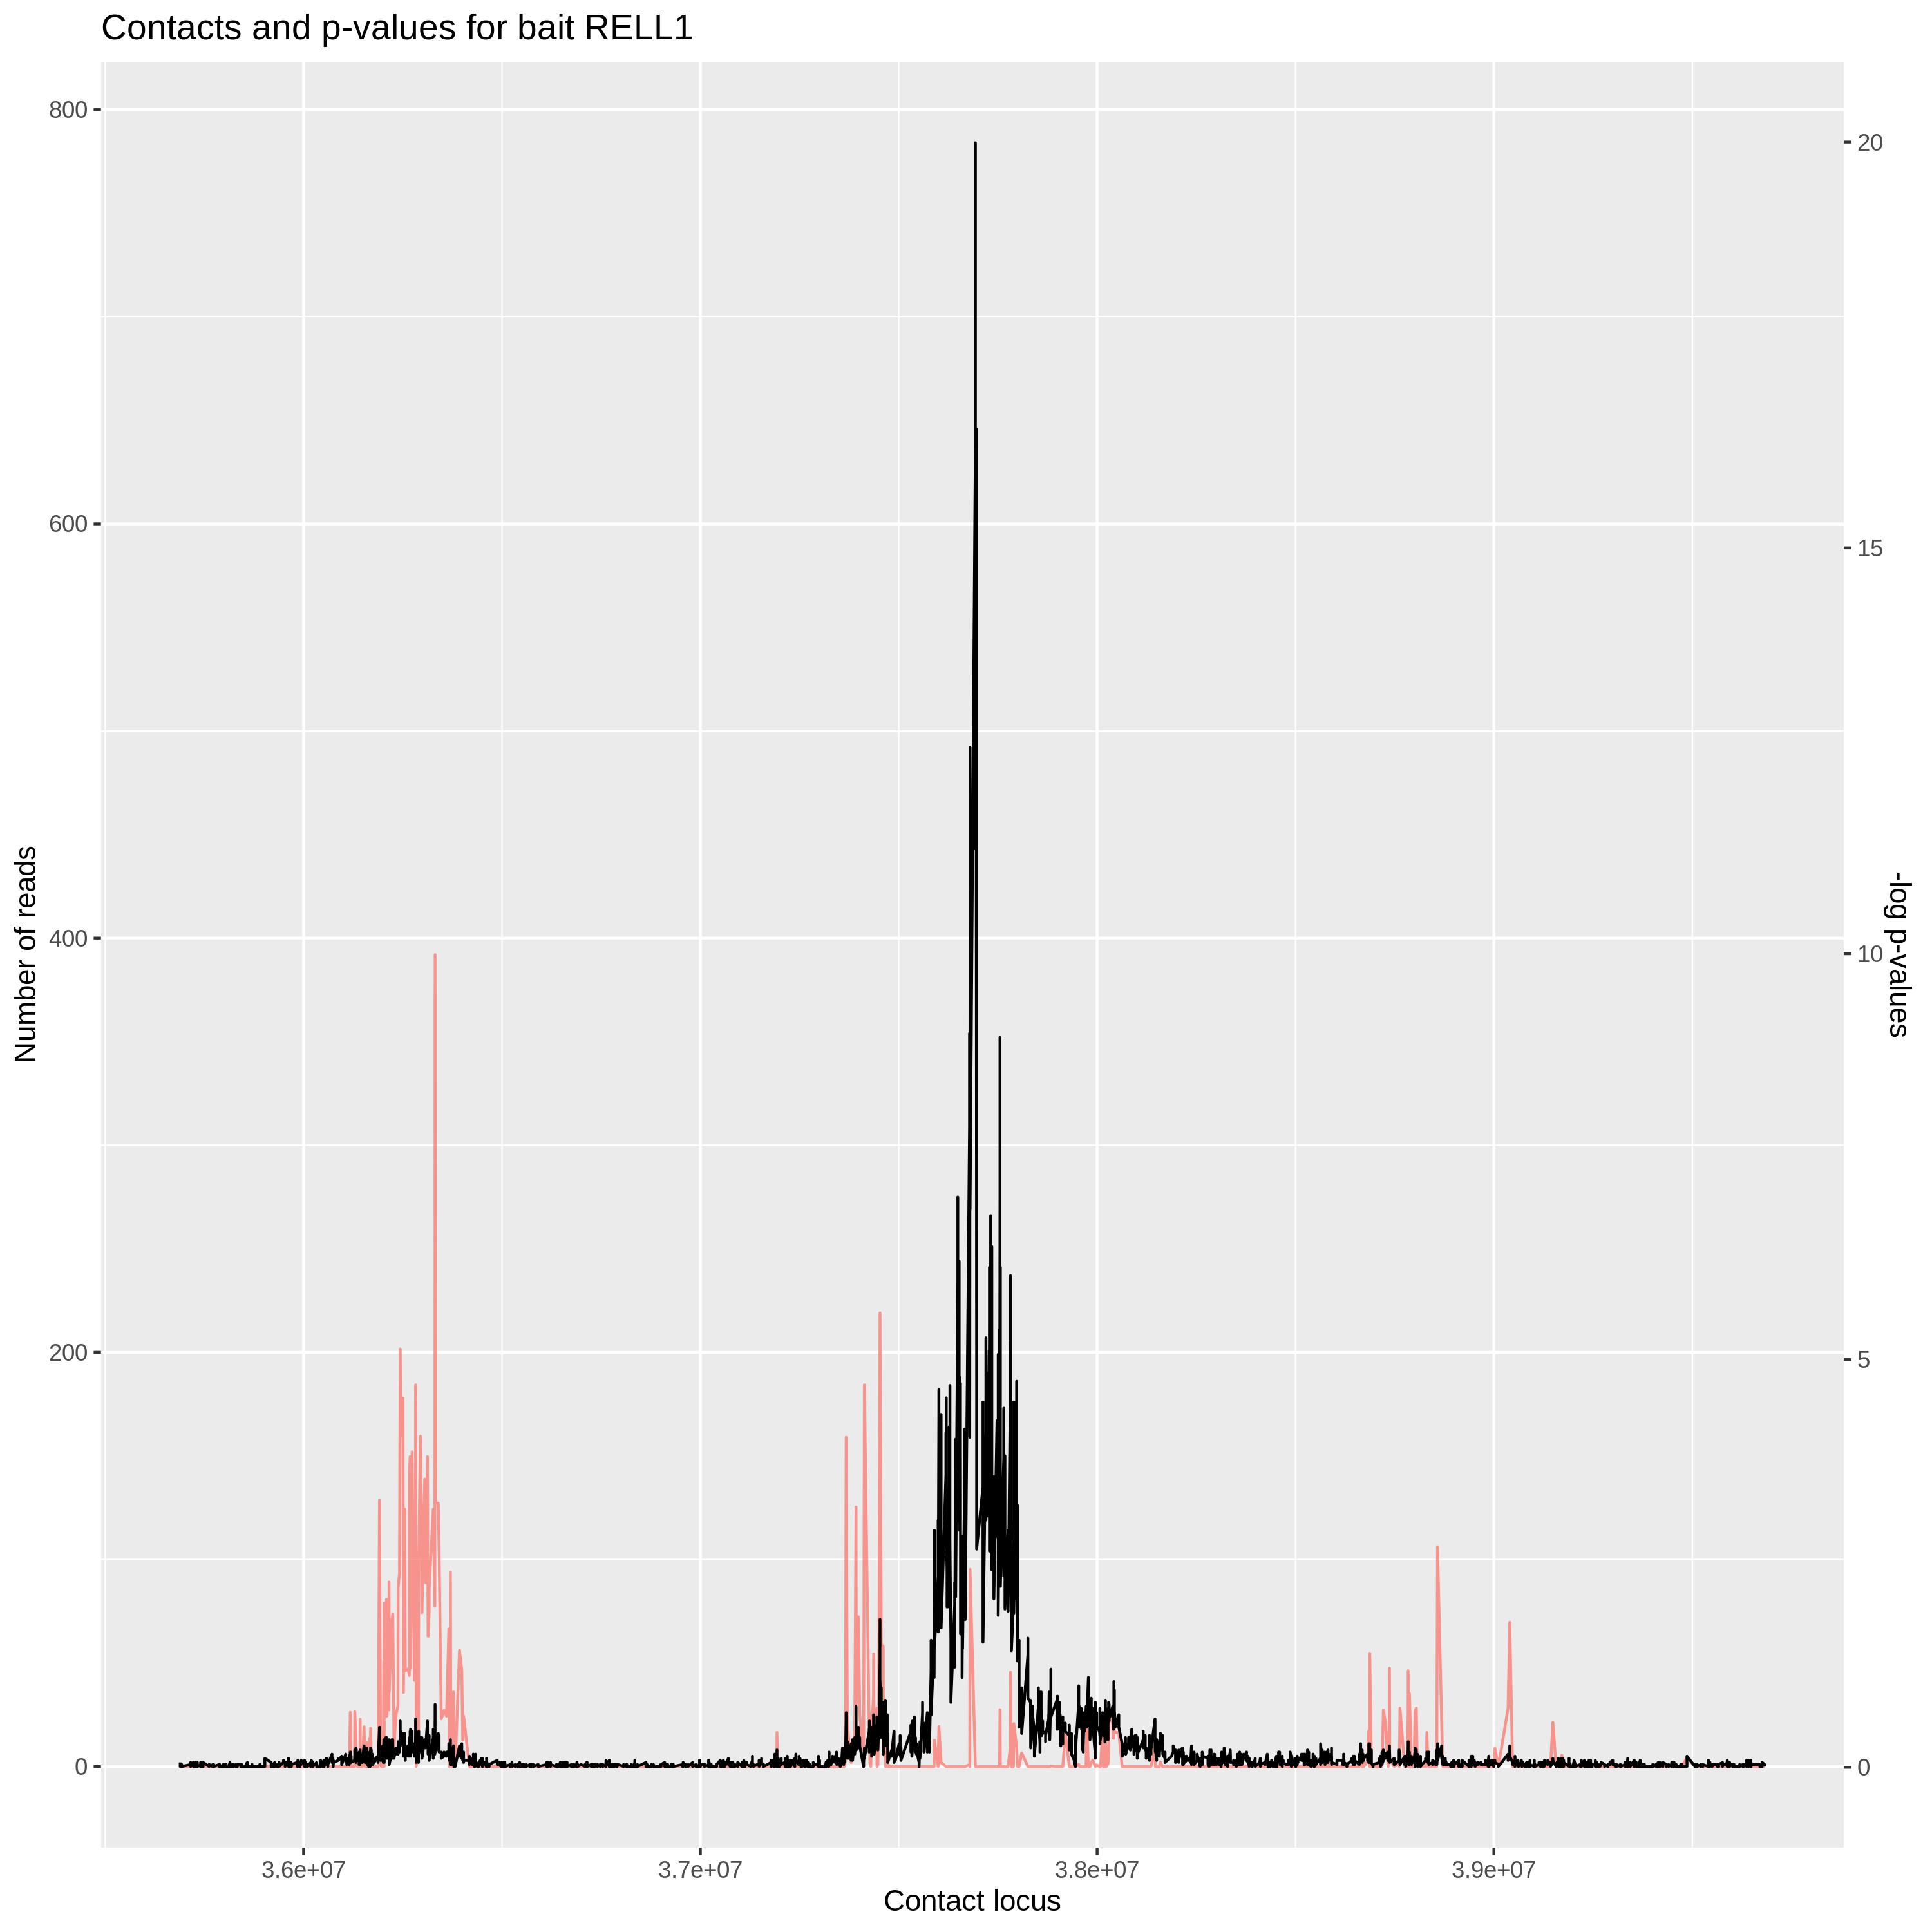 Contacts and p-values for bait RELL1
800
600
400
200
0
Number of reads
20
15
10
5
0
-log p-values
3.6e+07
3.7e+07
3.8e+07
3.9e+07
Contact locus